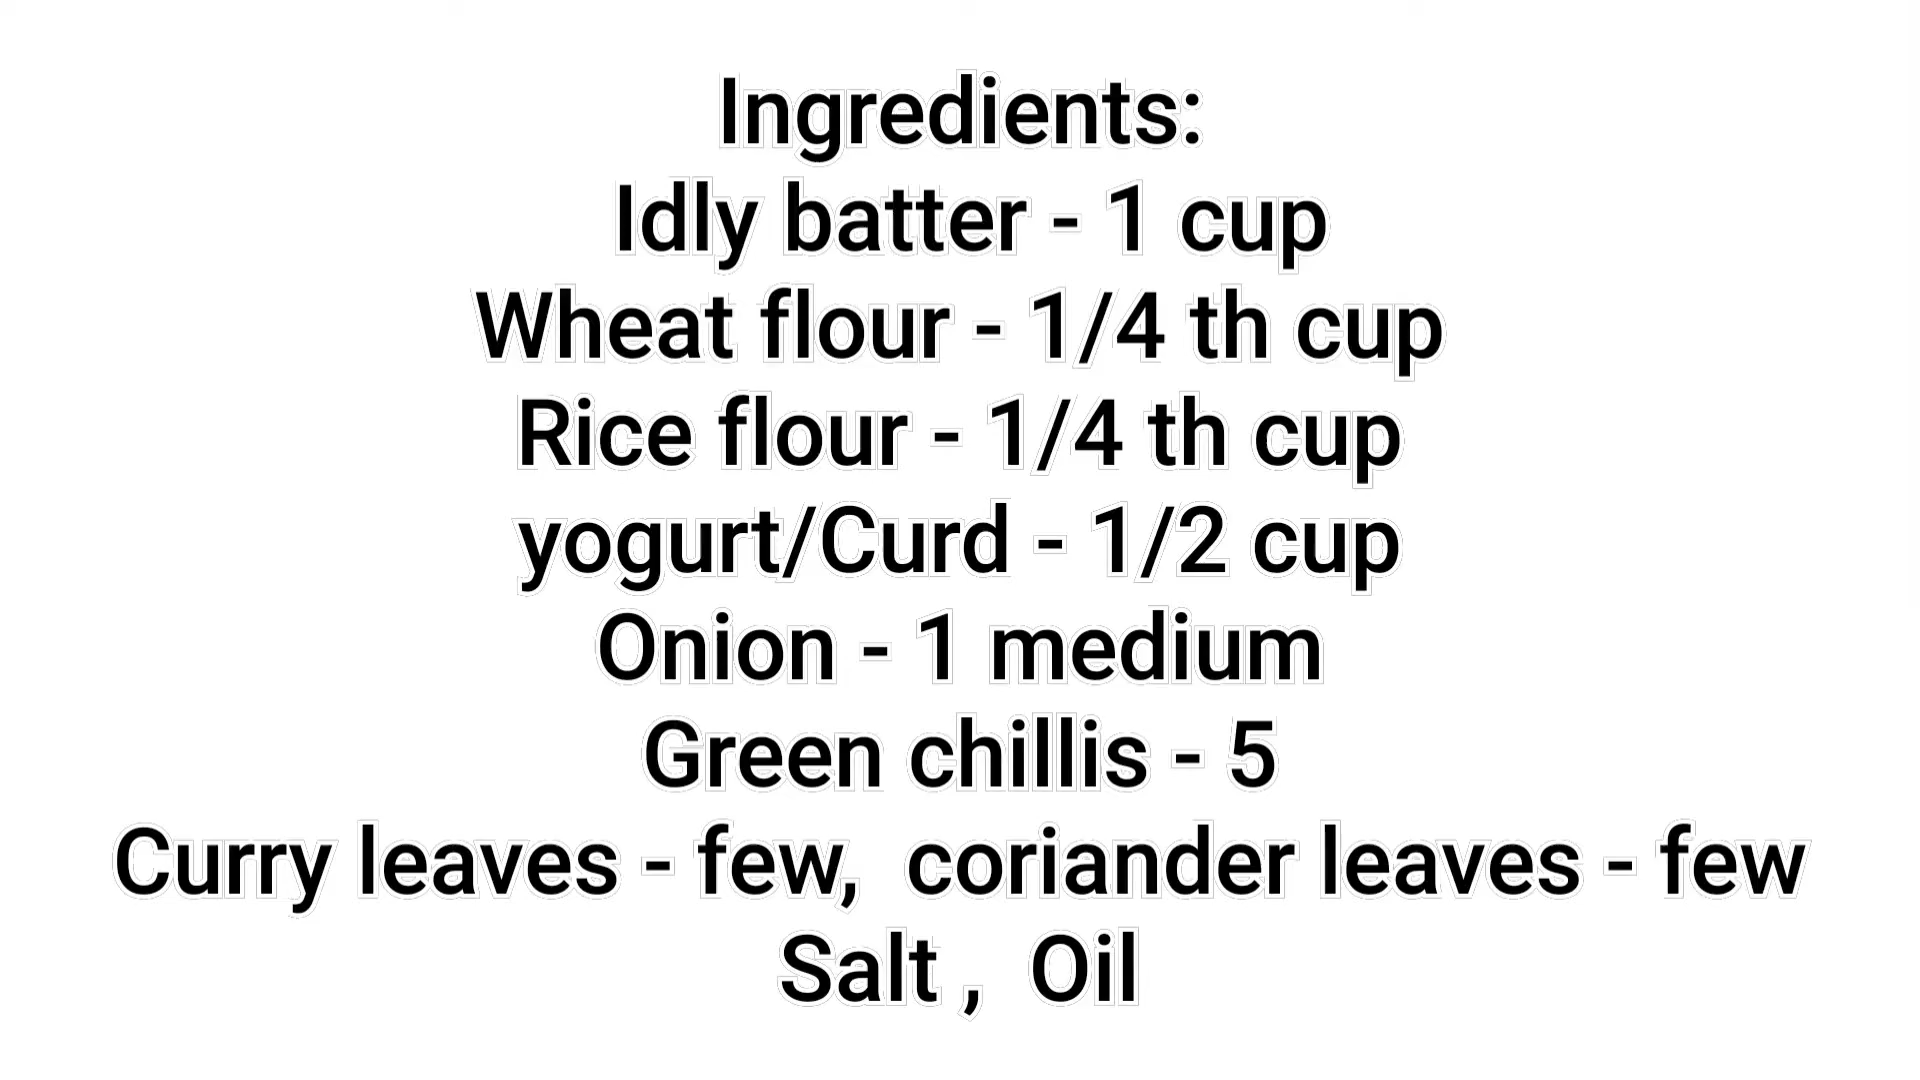 Ingredients:
Idly batter - 1 cup
Wheat flour - 1/4 th cup
Rice flour - 1/4 th cup
yogurt/Curd - 1/2 cup
Onion - 1 medium
Green chillis - 5
Curry leaves - few,  coriander leaves - few
Salt ,  Oil